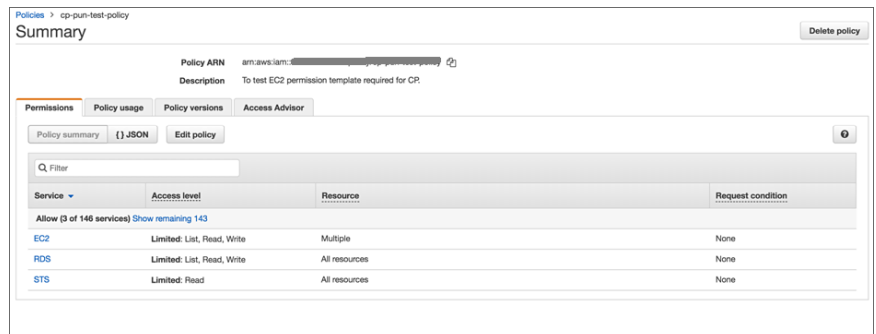 Policies > cp-pun-test-policy
Summary
Delete policy
Policy ARN arn:aws:iam::
Description To test EC2 permission template required for CP.
Permissions Policy usage Policy versions Access Advisor
Policy summary { } JSON Edit policy
Filter
Service Access level Resource Request condition
Allow (3 of 146 services) Show remaining 143
EC2 Limited: List, Read, Write Multiple None
RDS Limited: List, Read, Write All resources None
STS Limited: Read All resources None